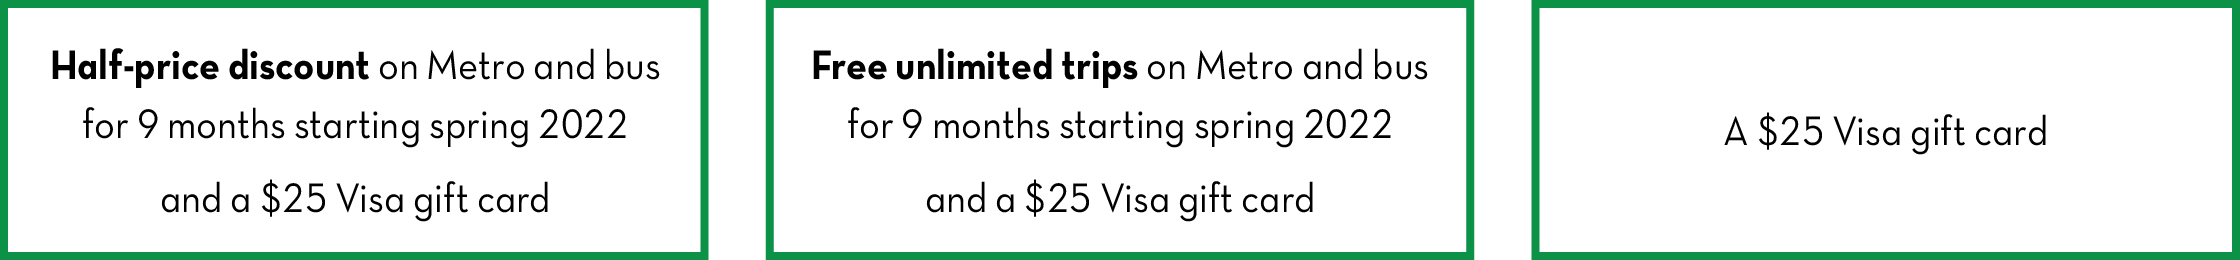 Half-price discount on Metro and bus
for 9 months starting spring 2022
and a $25 Visa gift card
Free unlimited trips on Metro and bus
for 9 months starting spring 2022
and a $25 Visa gift card
A $25 Visa gift card